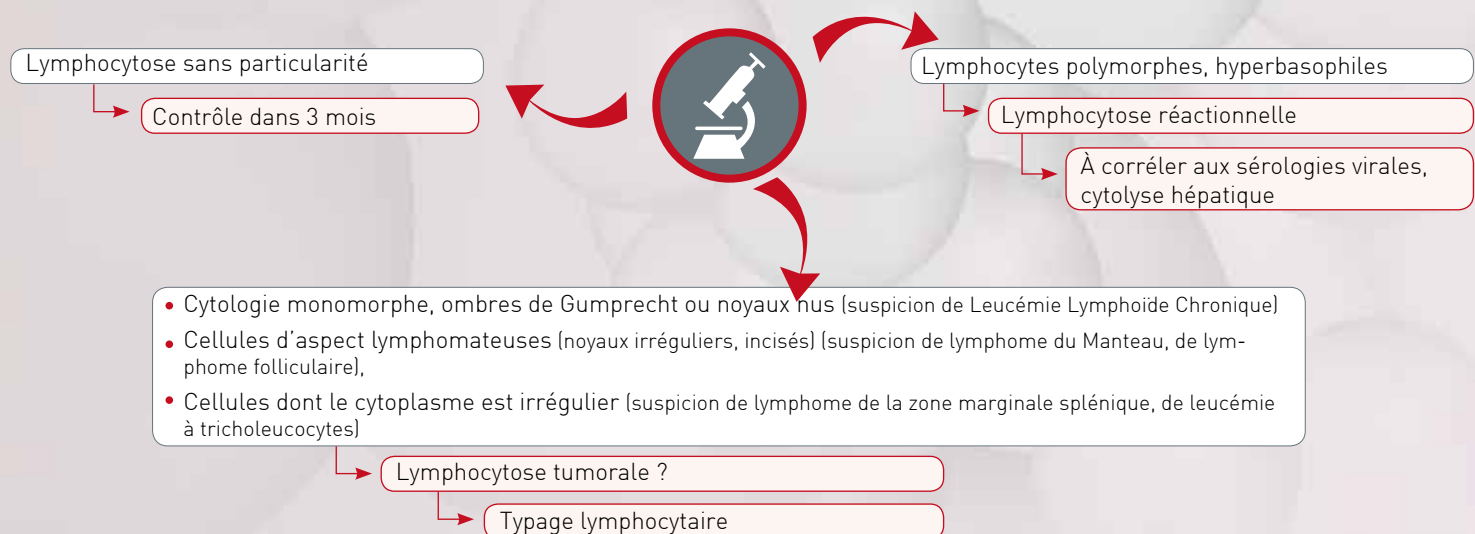 Lymphocytose sans particularité
Contrôle dans 3 mois
Lymphocytes polymorphes, hyperbasophiles
Lymphocytose réactionnelle
À corréler aux sérologies virales,
cytolyse hépatique
• Cytologie monomorphe, ombres de Gumprecht ou noyaux nus (suspicion de Leucémie Lymphoïde Chronique)
• Cellules d'aspect lymphomateuses (noyaux irréguliers, incisés) (suspicion de lymphome du Manteau, de lym-
phome folliculaire),
• Cellules dont le cytoplasme est irrégulier (suspicion de lymphome de la zone marginale splénique, de leucémie
à tricholeucocytes)
Lymphocytose tumorale ?
Typage lymphocytaire